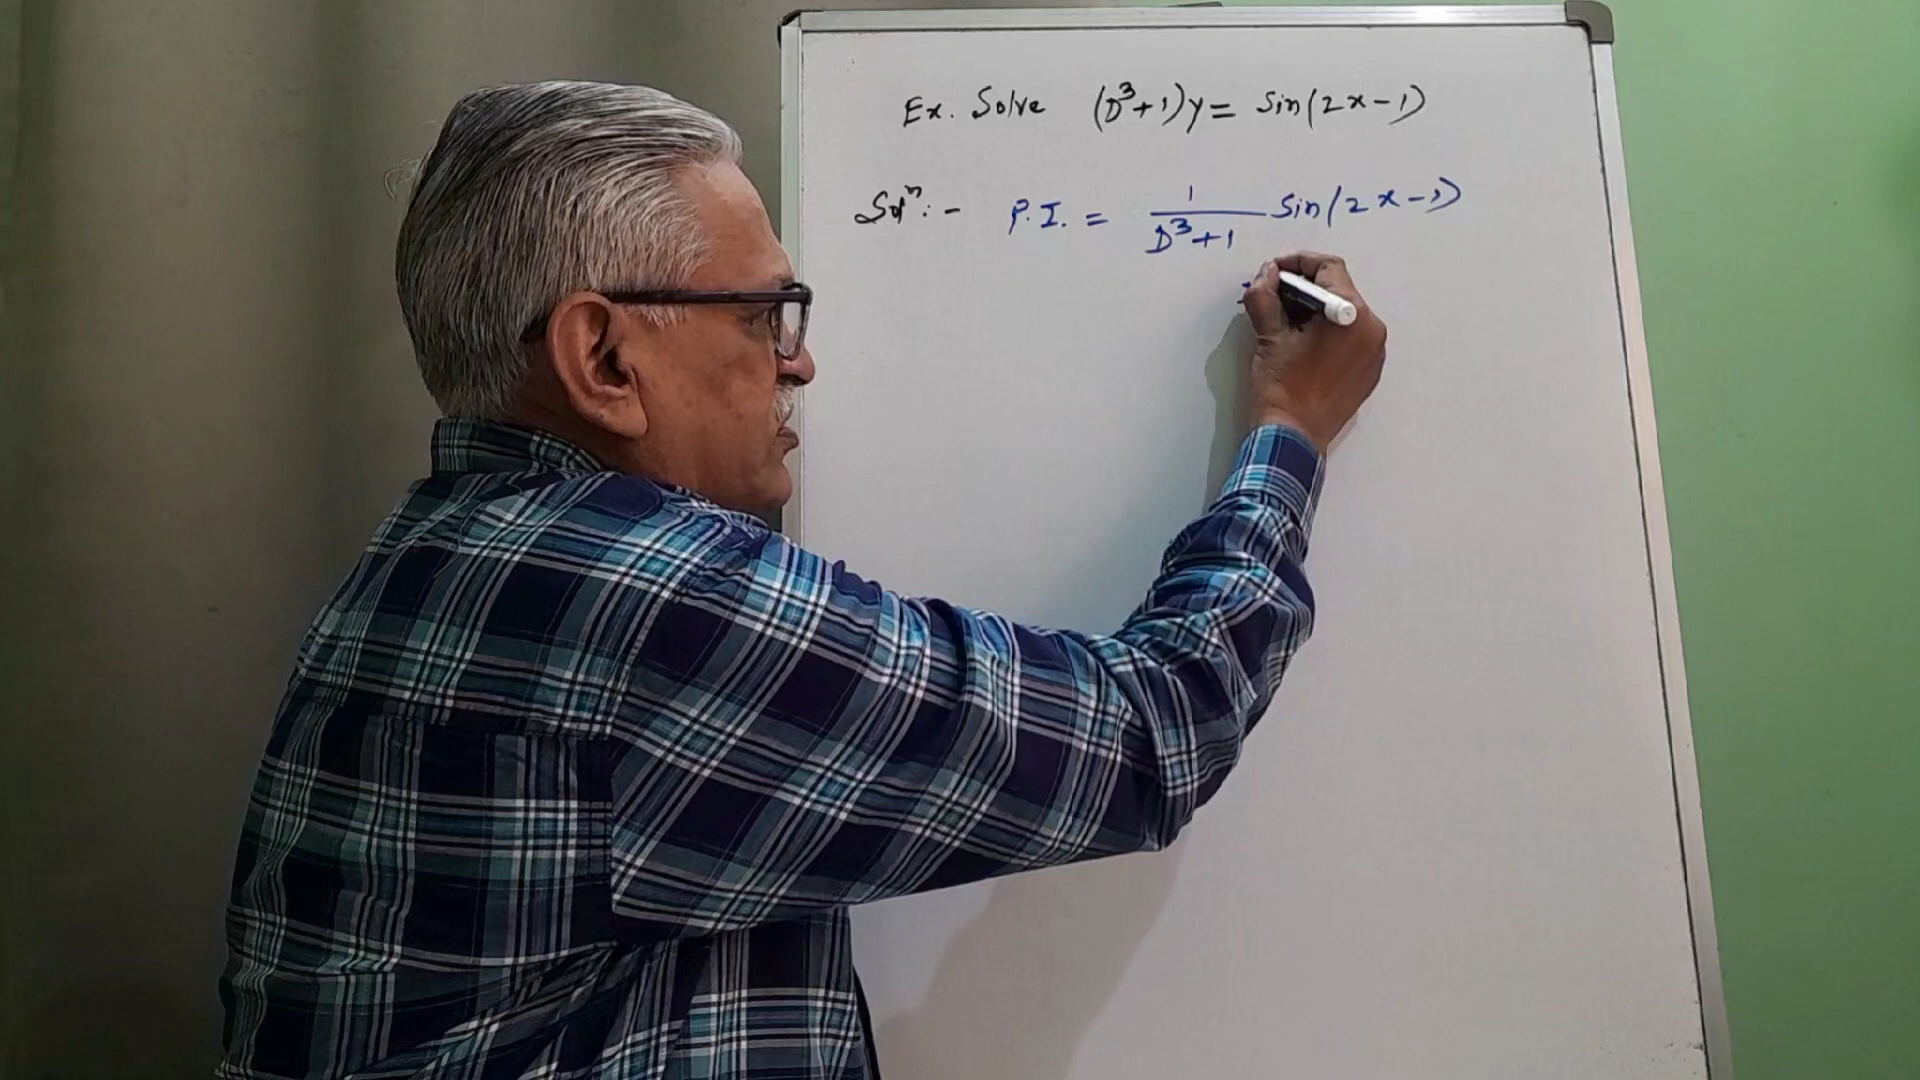 Ex. Solve (D³+1)y = Sin(2x-1)
Solⁿ:- P.I. = 1/(D³+1) Sin(2x-1)